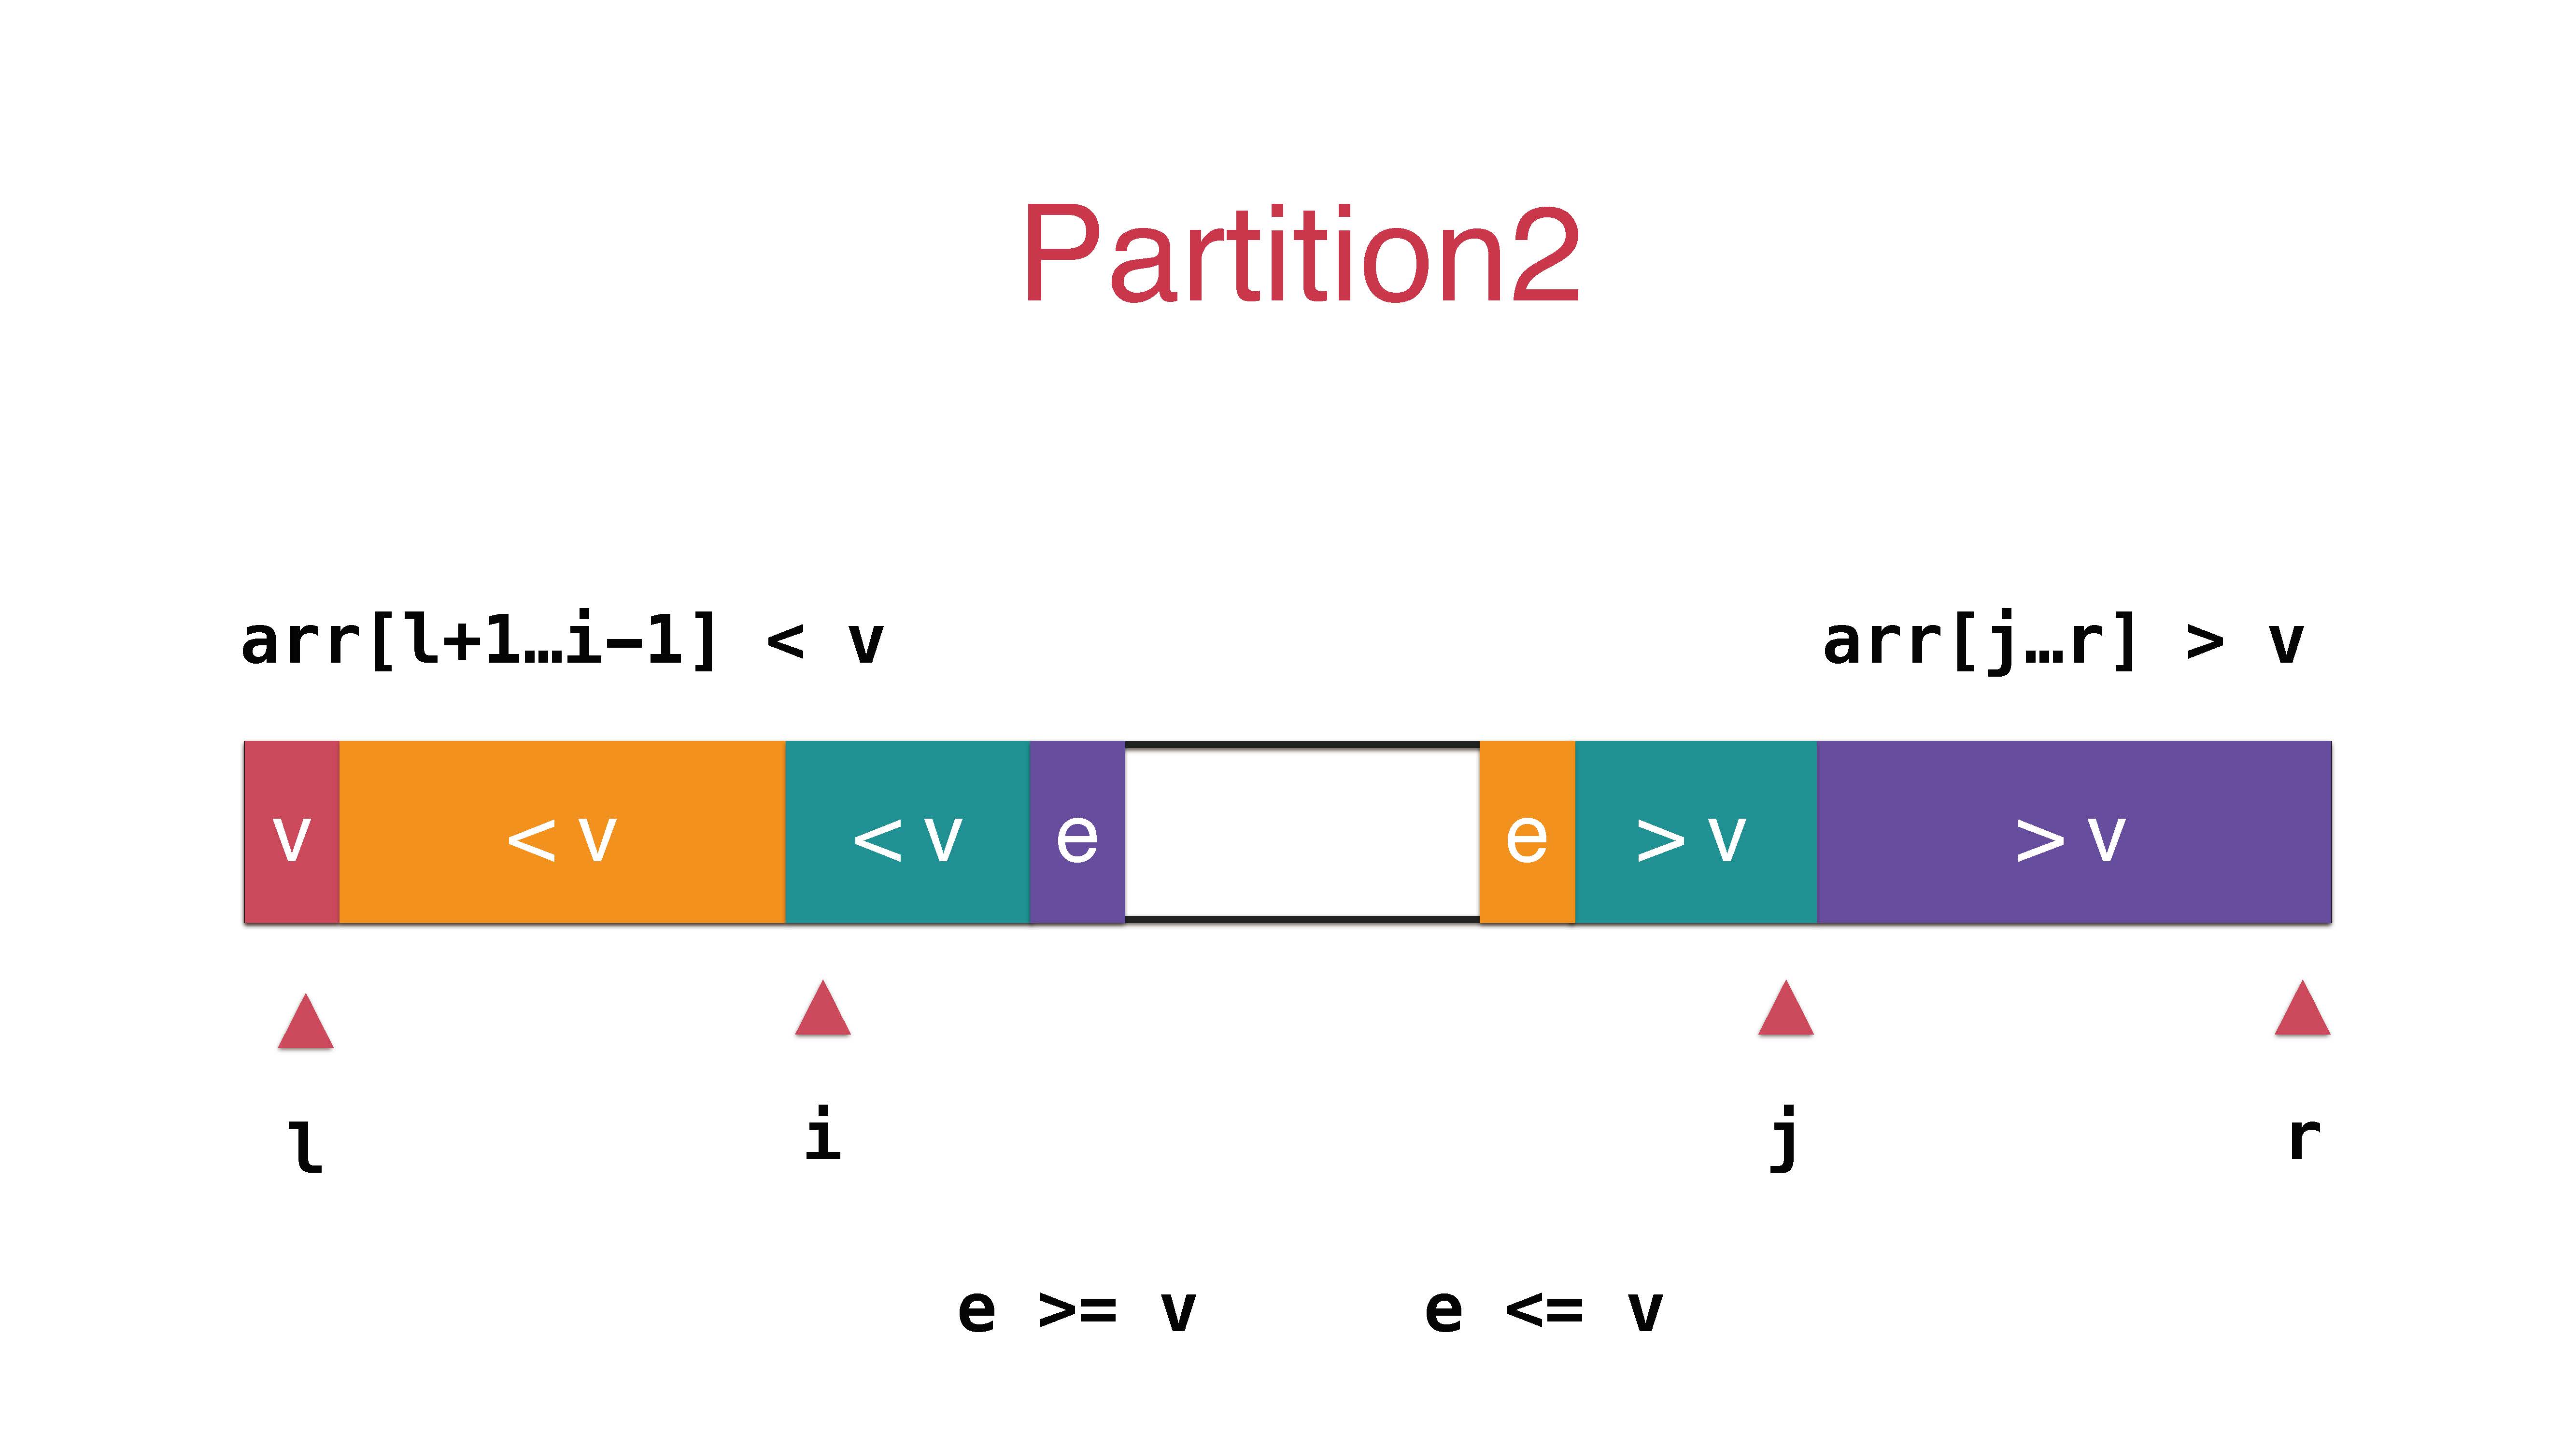 Partition2
arr[l+1…i-1] < v
arr[j…r] > v
v
< v
< v
e
e
> v
> v
l
i
j
r
e >= v
e <= v